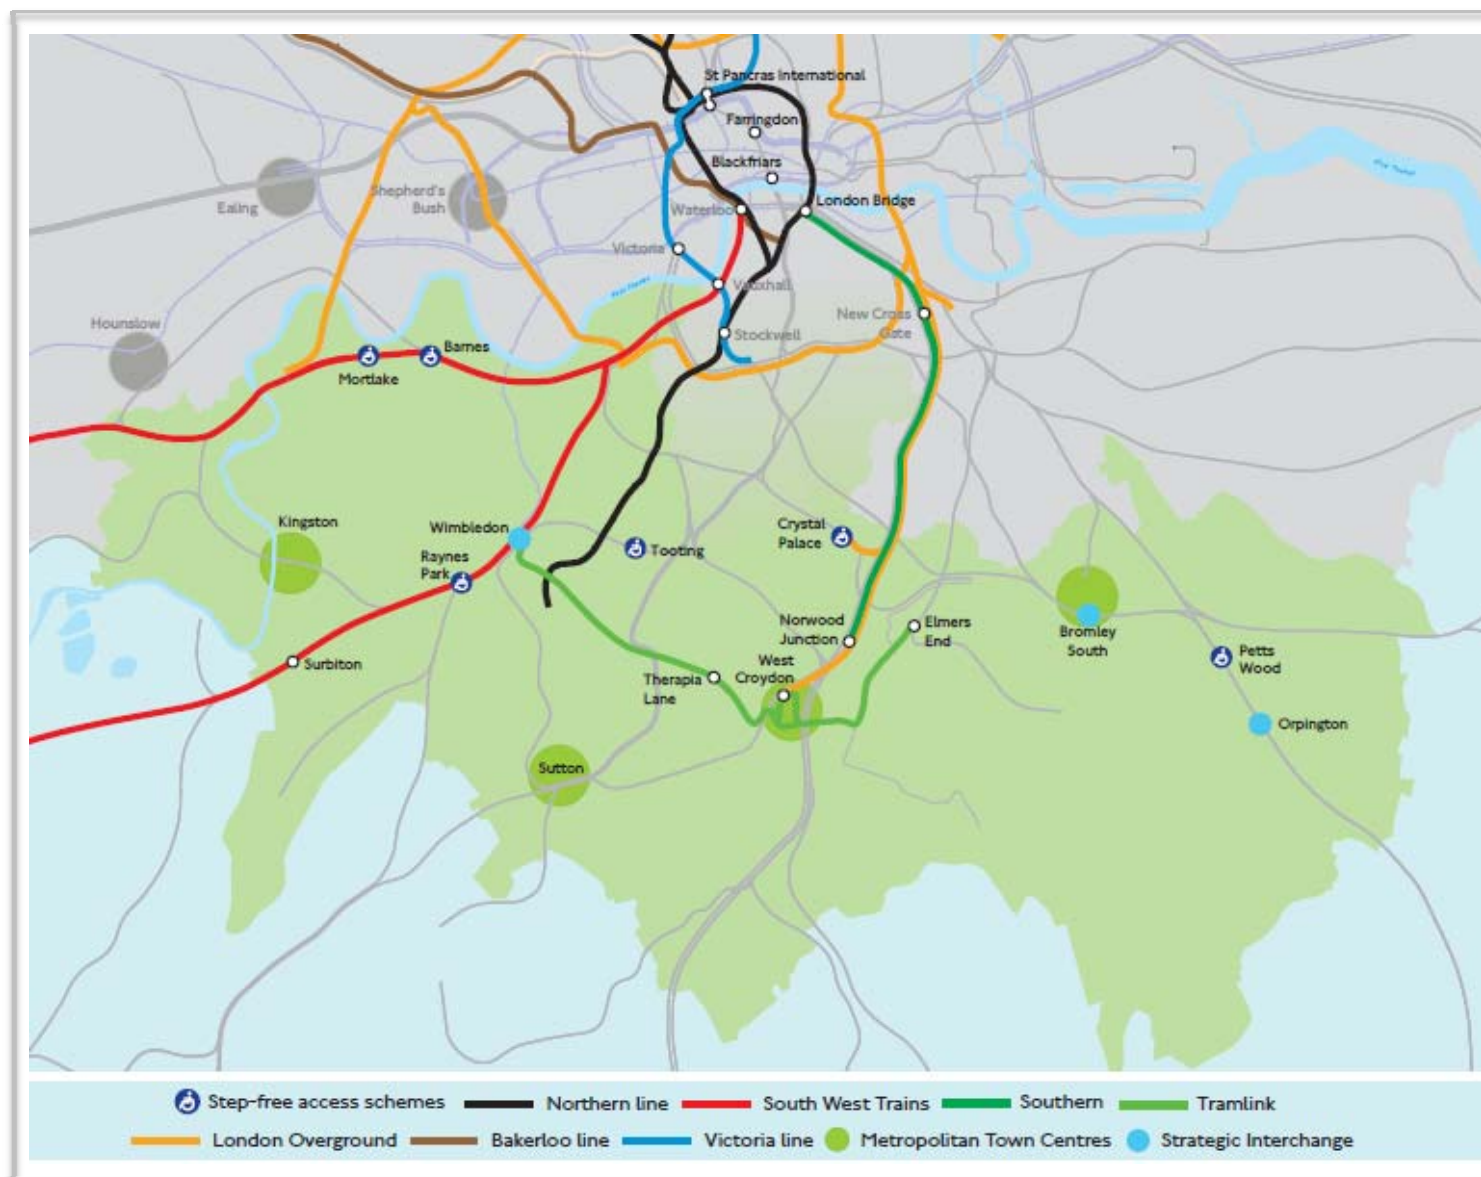 St Pancras International
Farringdon
Blackfriars
Shepherd's
Bush
Ealing
Waterloo
London Bridge
Victoria
Vauxhall
Hounslow
New Cross
Gate
Stockwell
Barnes
Mortlake
Kingston
Wimbledon
Crystal
Palace
Tooting
Raynes
Park
Norwood
Junction
Elmers
End
Bromley
South
Petts
Wood
Surbiton
West
Croydon
Therapia
Lane
Orpington
Sutton
Step-free access schemes
Northern line
South West Trains
Southern
Tramlink
London Overground
Bakerloo line
Victoria line
Metropolitan Town Centres
Strategic Interchange